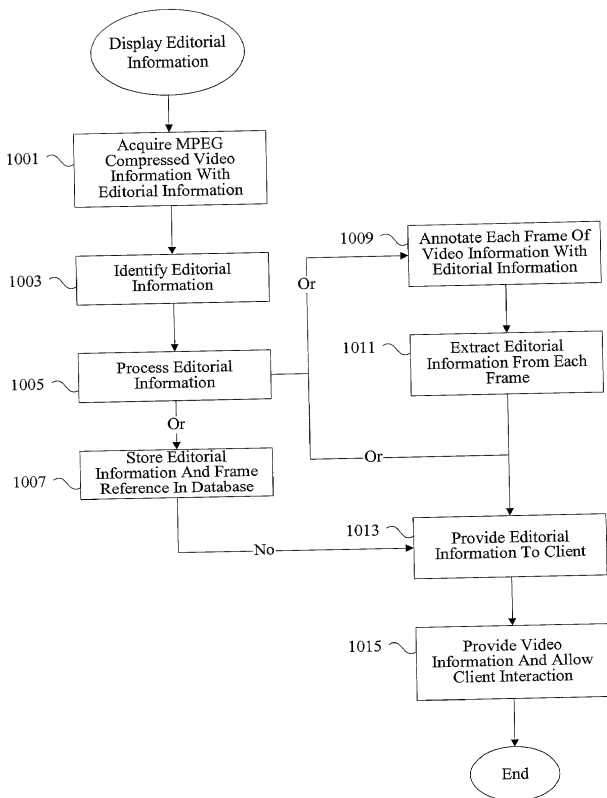 Display Editorial
Information
1001
Acquire MPEG
Compressed Video
Information With
Editorial Information
1003
Identify Editorial
Information
1005
Process Editorial
Information
Or
1007
Store Editorial
Information And Frame
Reference In Database
No
Or
1009
Annotate Each Frame Of
Video Information With
Editorial Information
1011
Extract Editorial
Information From Each
Frame
Or
1013
Provide Editorial
Information To Client
1015
Provide Video
Information And Allow
Client Interaction
End